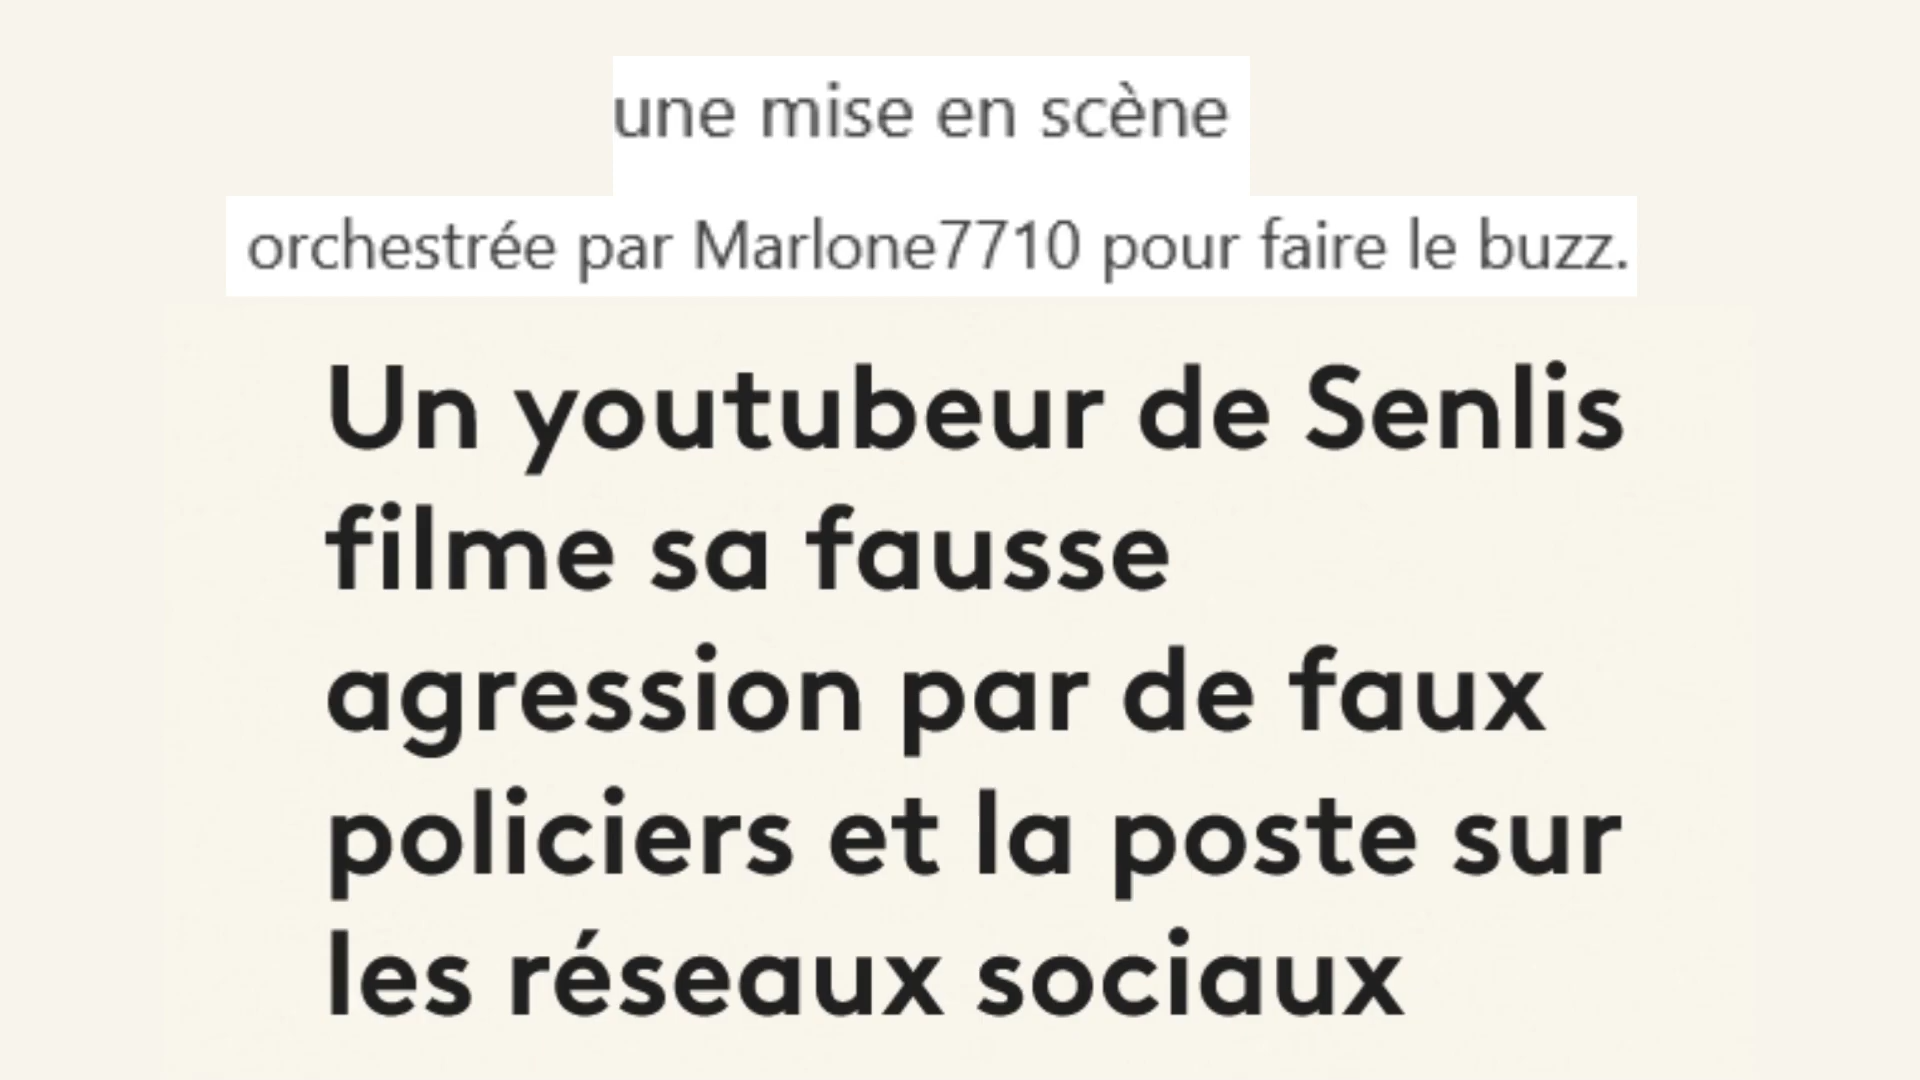 une mise en scène
orchestrée par Marlone7710 pour faire le buzz.
Un youtubeur de Senlis
filme sa fausse
agression par de faux
policiers et la poste sur
les réseaux sociaux